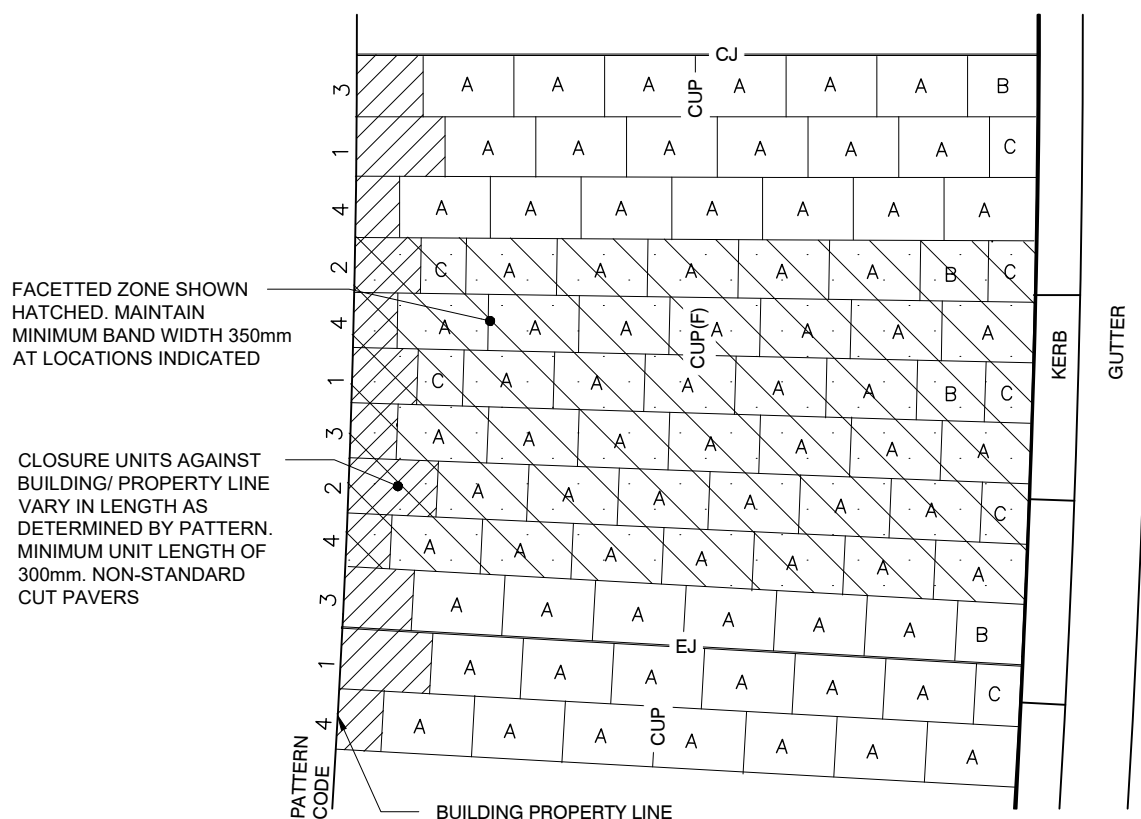 CJ
3 A A A CUP A A A B
1 A A A A A A C
4 A A A A A A A
2 C A A A A A B C
FACETTED ZONE SHOWN
HATCHED. MAINTAIN
MINIMUM BAND WIDTH 350mm
AT LOCATIONS INDICATED
4 A A A CUP(F) A A A A
KERB
GUTTER
1 C A A A A A B C
3 A A A A A A A
CLOSURE UNITS AGAINST
BUILDING/ PROPERTY LINE
VARY IN LENGTH AS
DETERMINED BY PATTERN.
MINIMUM UNIT LENGTH OF
300mm. NON-STANDARD
CUT PAVERS
2 A A A A A A C
4 A A A A A A A
3 A A A A A A B
EJ
1 A A A A A A C
4 A A A CUP A A A A
PATTERN
CODE
BUILDING PROPERTY LINE